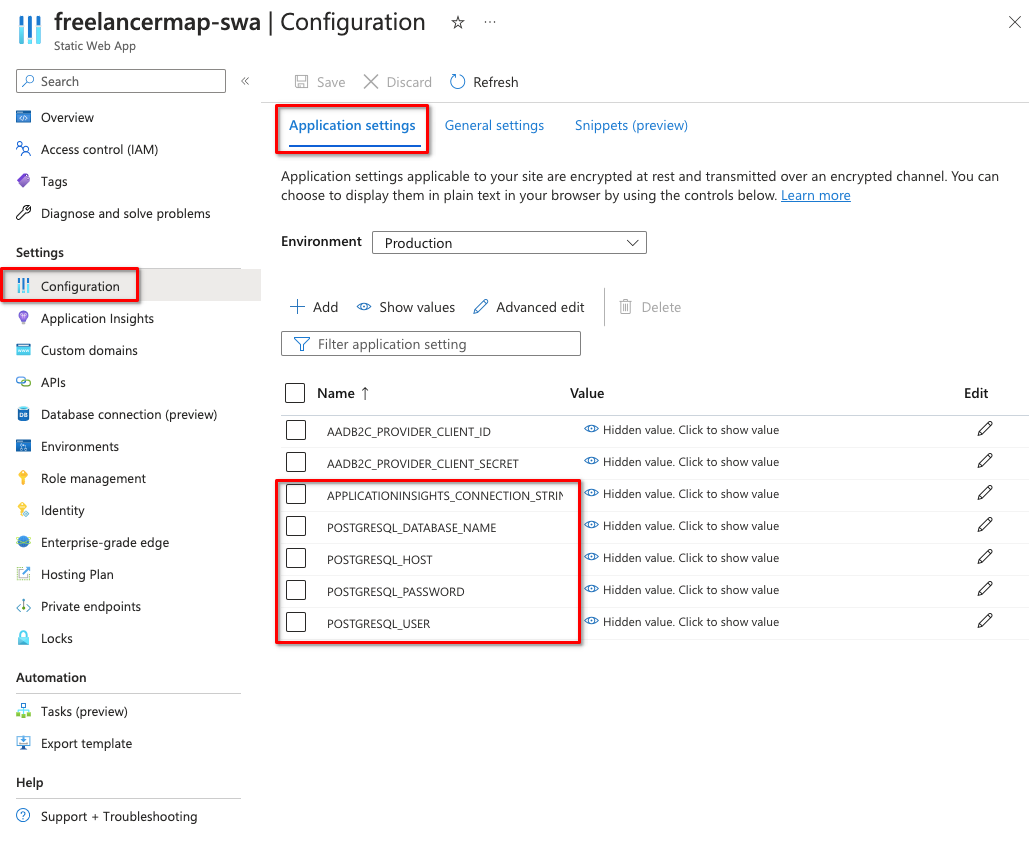 freelancermap-swa | Configuration
Static Web App
Search
Overview
Access control (IAM)
Tags
Diagnose and solve problems
Settings
Configuration
Application Insights
Custom domains
APIs
Database connection (preview)
Environments
Role management
Identity
Enterprise-grade edge
Hosting Plan
Private endpoints
Locks
Automation
Tasks (preview)
Export template
Help
Support + Troubleshooting
Save Discard Refresh
Application settings General settings Snippets (preview)
Application settings applicable to your site are encrypted at rest and transmitted over an encrypted channel. You can
choose to display them in plain text in your browser by using the controls below. Learn more
Environment Production
Add Show values Advanced edit Delete
Filter application setting
Name ↑ Value Edit
AADB2C_PROVIDER_CLIENT_ID Hidden value. Click to show value
AADB2C_PROVIDER_CLIENT_SECRET Hidden value. Click to show value
APPLICATIONINSIGHTS_CONNECTION_STRIN Hidden value. Click to show value
POSTGRESQL_DATABASE_NAME Hidden value. Click to show value
POSTGRESQL_HOST Hidden value. Click to show value
POSTGRESQL_PASSWORD Hidden value. Click to show value
POSTGRESQL_USER Hidden value. Click to show value